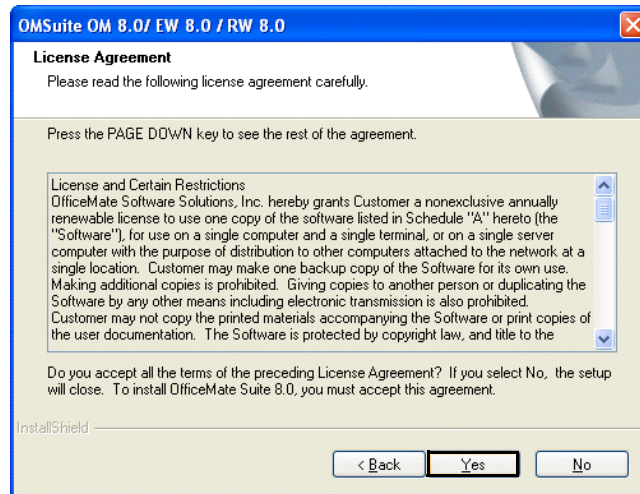 OMSuite OM 8.0/ EW 8.0 / RW 8.0
License Agreement
Please read the following license agreement carefully.
Press the PAGE DOWN key to see the rest of the agreement.
License and Certain Restrictions
OfficeMate Software Solutions, Inc. hereby grants Customer a nonexclusive annually
renewable license to use one copy of the software listed in Schedule "A" hereto (the
"Software"), for use on a single computer and a single terminal, or on a single server
computer with the purpose of distribution to other computers attached to the network at a
single location.  Customer may make one backup copy of the Software for its own use.
Making additional copies is prohibited.  Giving copies to another person or duplicating the
Software by any other means including electronic transmission is also prohibited.
Customer may not copy the printed materials accompanying the Software or print copies of
the user documentation.  The Software is protected by copyright law, and title to the
Do you accept all the terms of the preceding License Agreement?  If you select No,  the setup
will close.  To install OfficeMate Suite 8.0, you must accept this agreement.
InstallShield
< Back Yes No